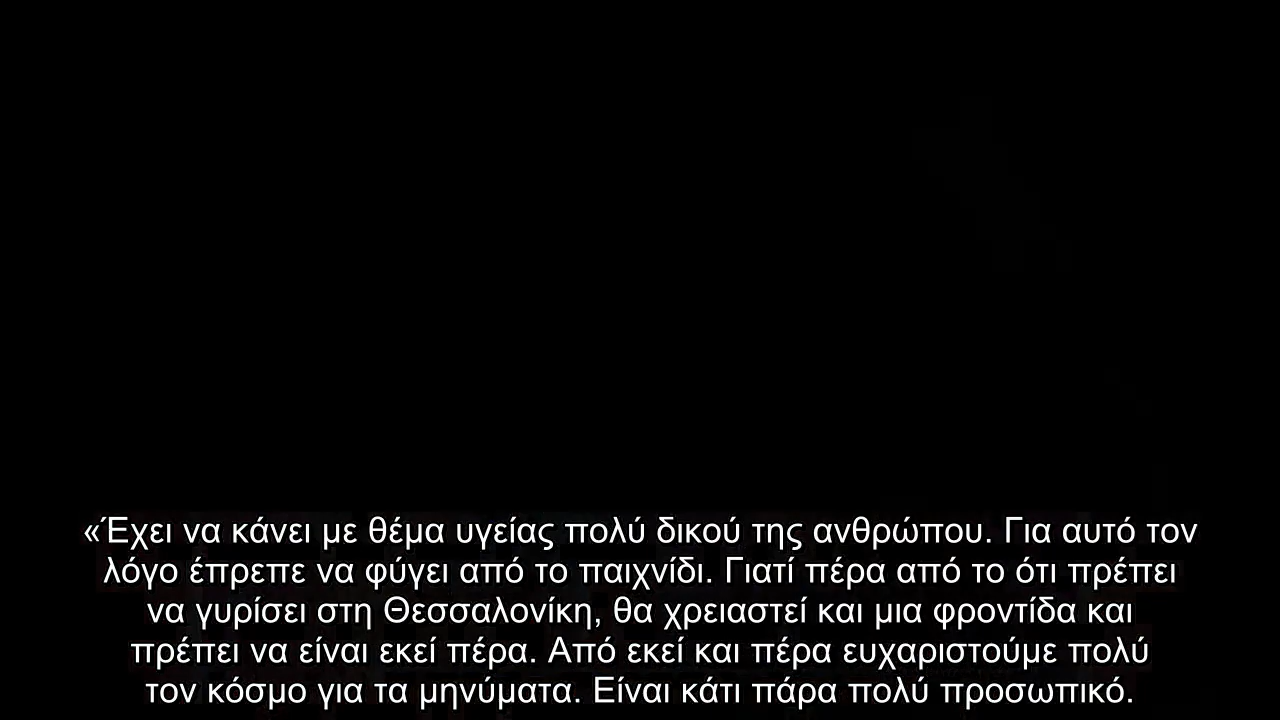 «Έχει να κάνει με θέμα υγείας πολύ δικού της ανθρώπου. Για αυτό τον
λόγο έπρεπε να φύγει από το παιχνίδι. Γιατί πέρα από το ότι πρέπει
να γυρίσει στη Θεσσαλονίκη, θα χρειαστεί και μια φροντίδα και
πρέπει να είναι εκεί πέρα. Από εκεί και πέρα ευχαριστούμε πολύ
τον κόσμο για τα μηνύματα. Είναι κάτι πάρα πολύ προσωπικό.